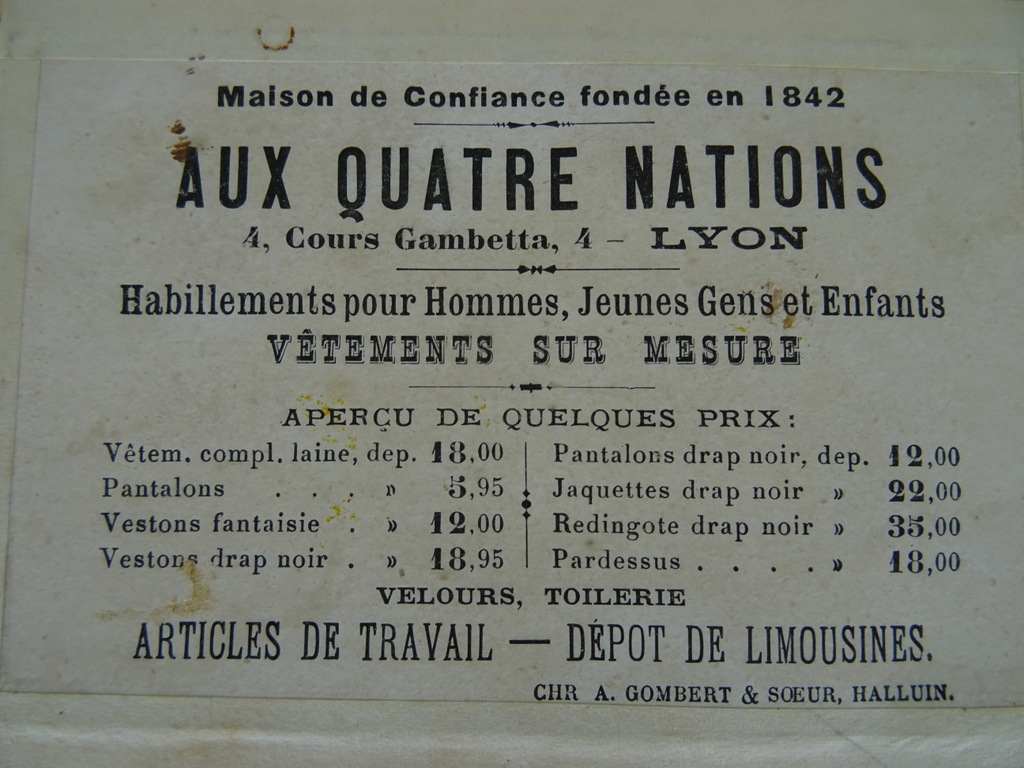 Maison de Confiance fondée en 1842
AUX QUATRE NATIONS
4, Cours Gambetta, 4 – LYON
Habillements pour Hommes, Jeunes Gens et Enfants
VÊTEMENTS SUR MESURE
APERÇU DE QUELQUES PRIX :
Vêtem. compl. laine, dep. 18,00
Pantalons . . . » 5,95
Vestons fantaisie . » 12,00
Vestons drap noir . » 18,95
Pantalons drap noir, dep. 12,00
Jaquettes drap noir » 22,00
Redingote drap noir » 35,00
Pardessus . . . . » 18,00
VELOURS, TOILERIE
ARTICLES DE TRAVAIL — DÉPOT DE LIMOUSINES.
CHR A. GOMBERT & SŒUR, HALLUIN.